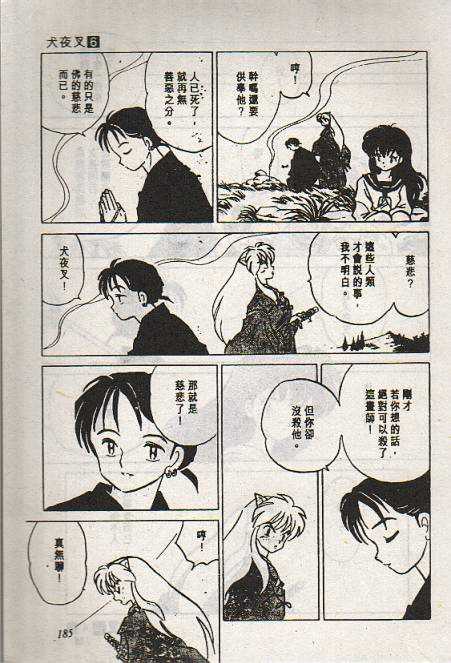 犬夜叉6
哼!
幹嗎還要
供奉他?
人已死了,
就再無
善惡之分。
有的只是
佛的慈悲
而已。
慈悲?
這些人類
才會說的事,
我不明白。
犬夜叉!
剛才
若你想的話,
絕對可以殺了
這畫師!
但你卻
沒殺他。
那就是
慈悲了!
哼!
真無聊!
185